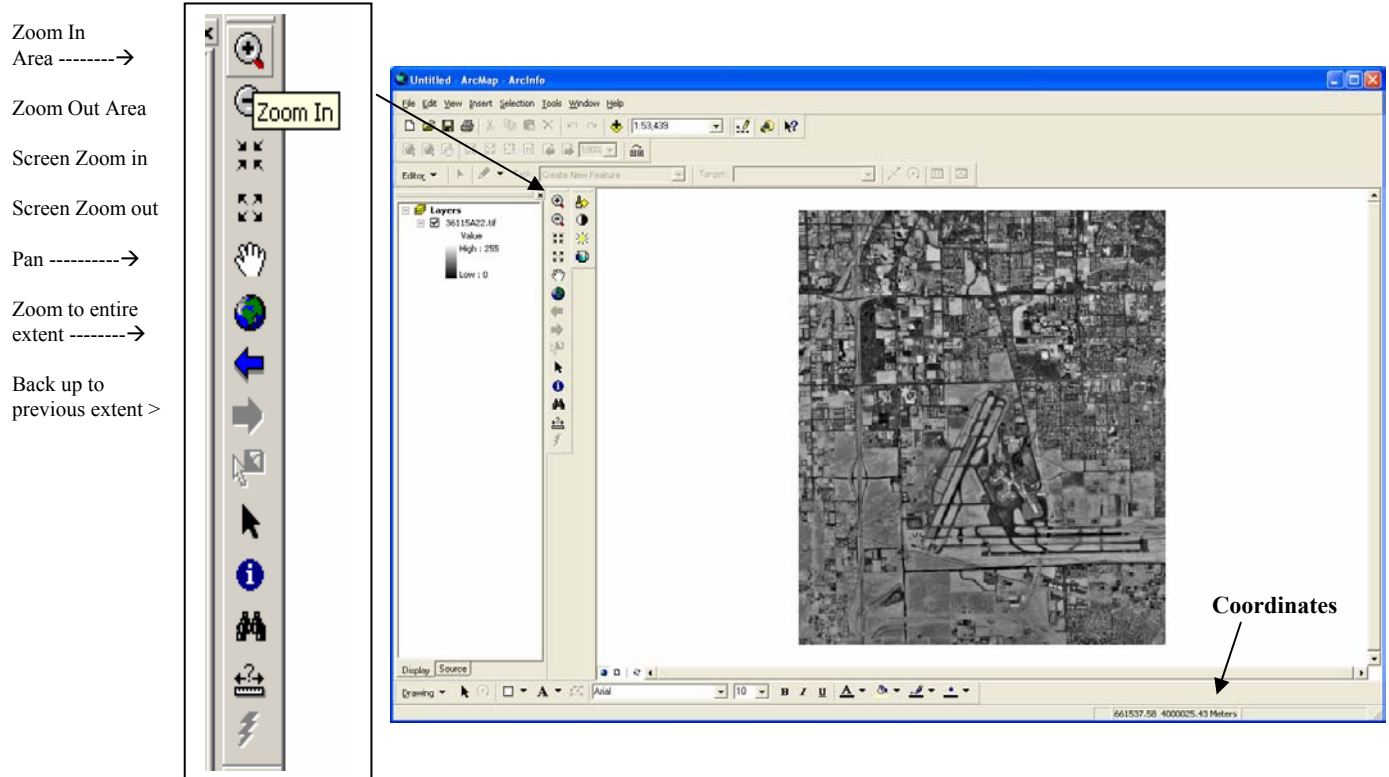 Zoom In
Area --------→
Zoom Out Area
Screen Zoom in
Screen Zoom out
Pan ----------→
Zoom to entire
extent --------→
Back up to
previous extent >
Zoom In
Untitled - ArcMap - ArcInfo
File Edit View Insert Selection Tools Window Help
1:53,439
100%
Editor Create New Feature Target:
Layers
36115A22.tif
Value
High : 255
Low : 0
Coordinates
Display Source
Drawing A Arial 10 B I U A
661537.58 4000025.43 Meters